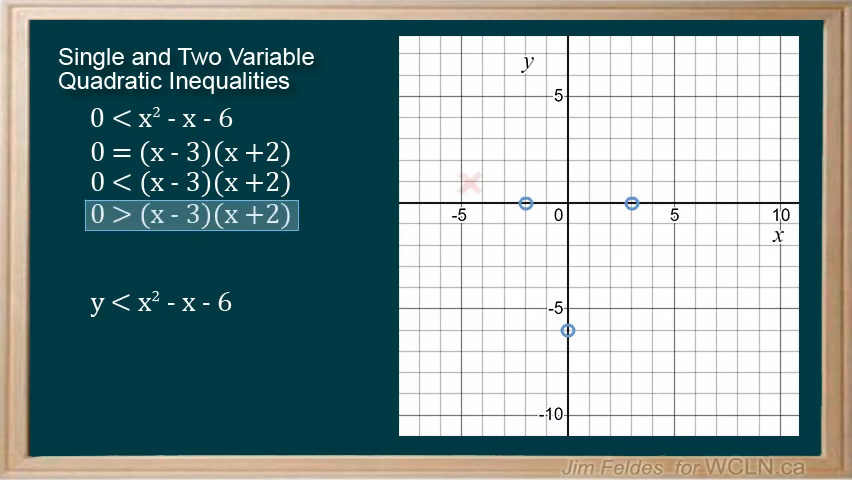 Single and Two Variable
Quadratic Inequalities
0 < x² - x - 6
0 = (x - 3)(x +2)
0 < (x - 3)(x +2)
0 > (x - 3)(x +2)
y < x² - x - 6
y
5
-5
0
5
10
x
-5
-10
Jim Feldes for WCLN.ca